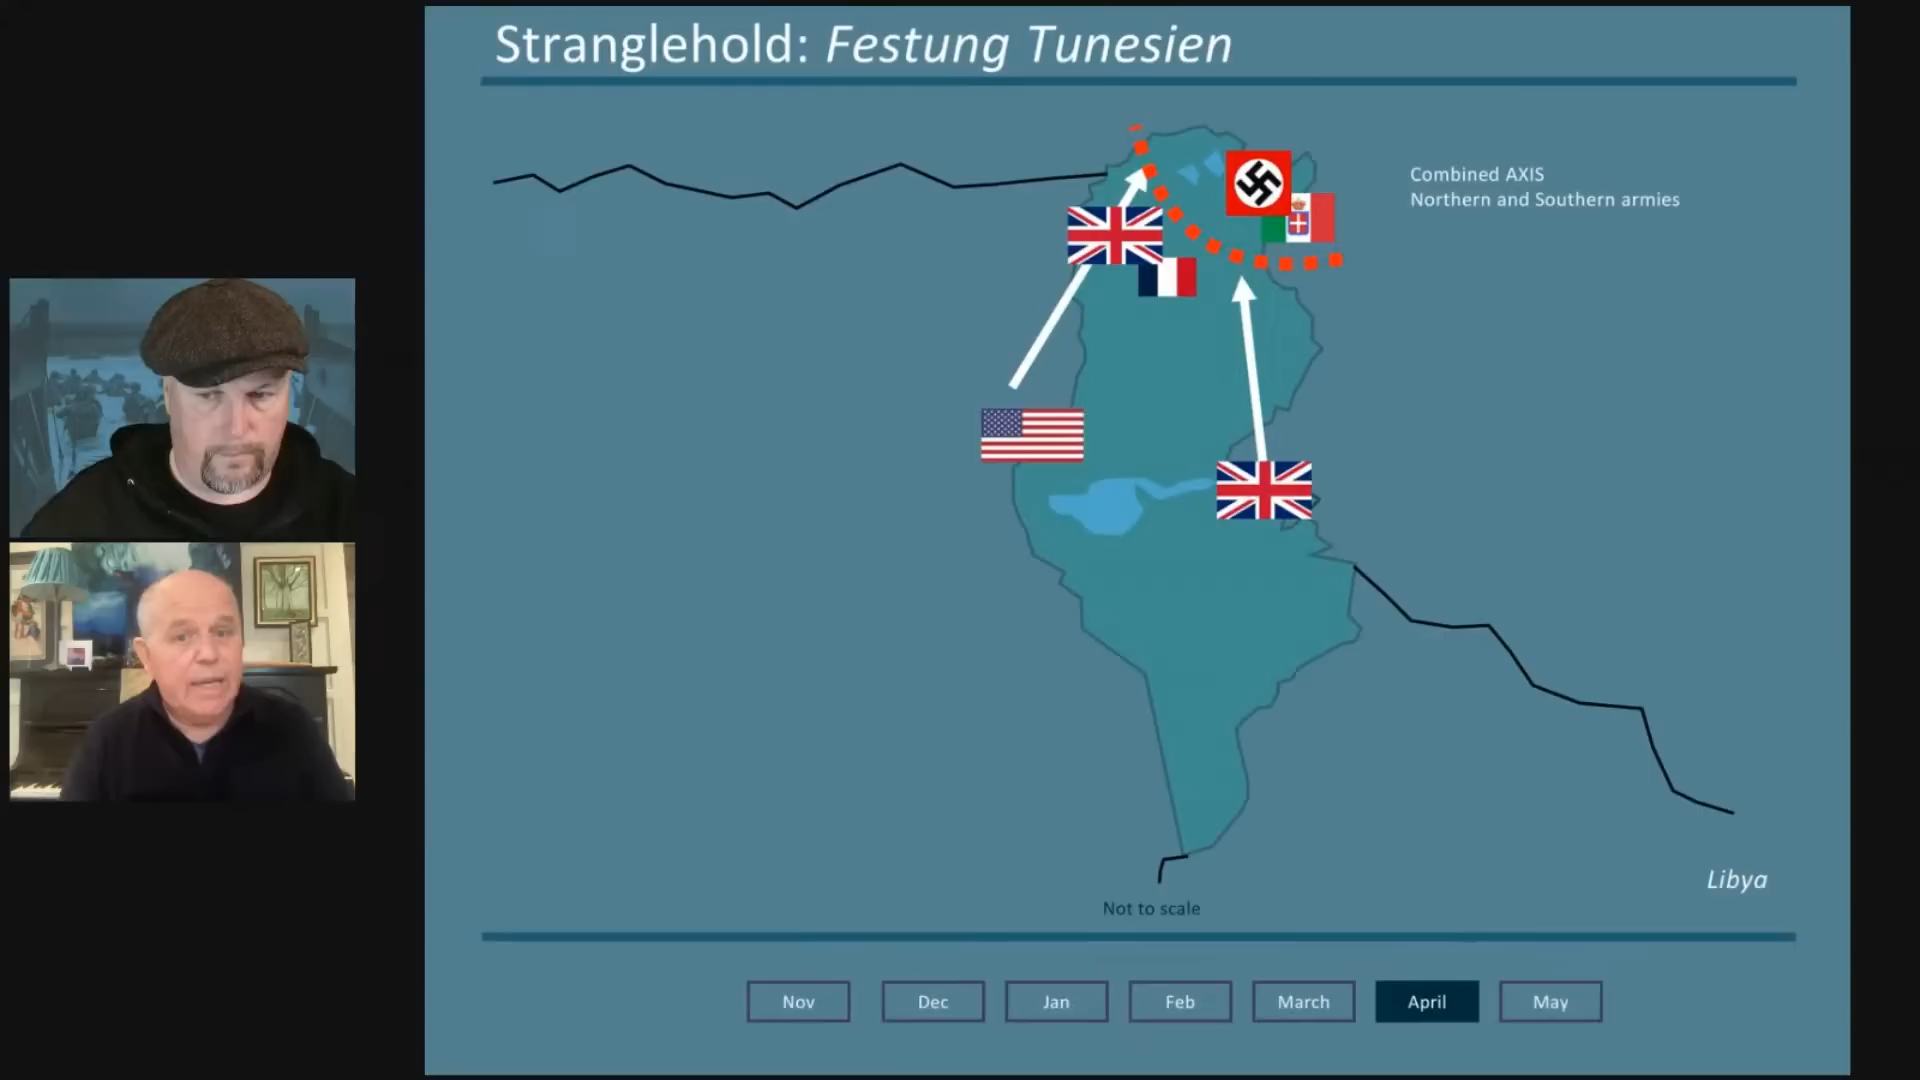 Stranglehold: Festung Tunesien
Combined AXIS
Northern and Southern armies
Libya
Not to scale
Nov
Dec
Jan
Feb
March
April
May